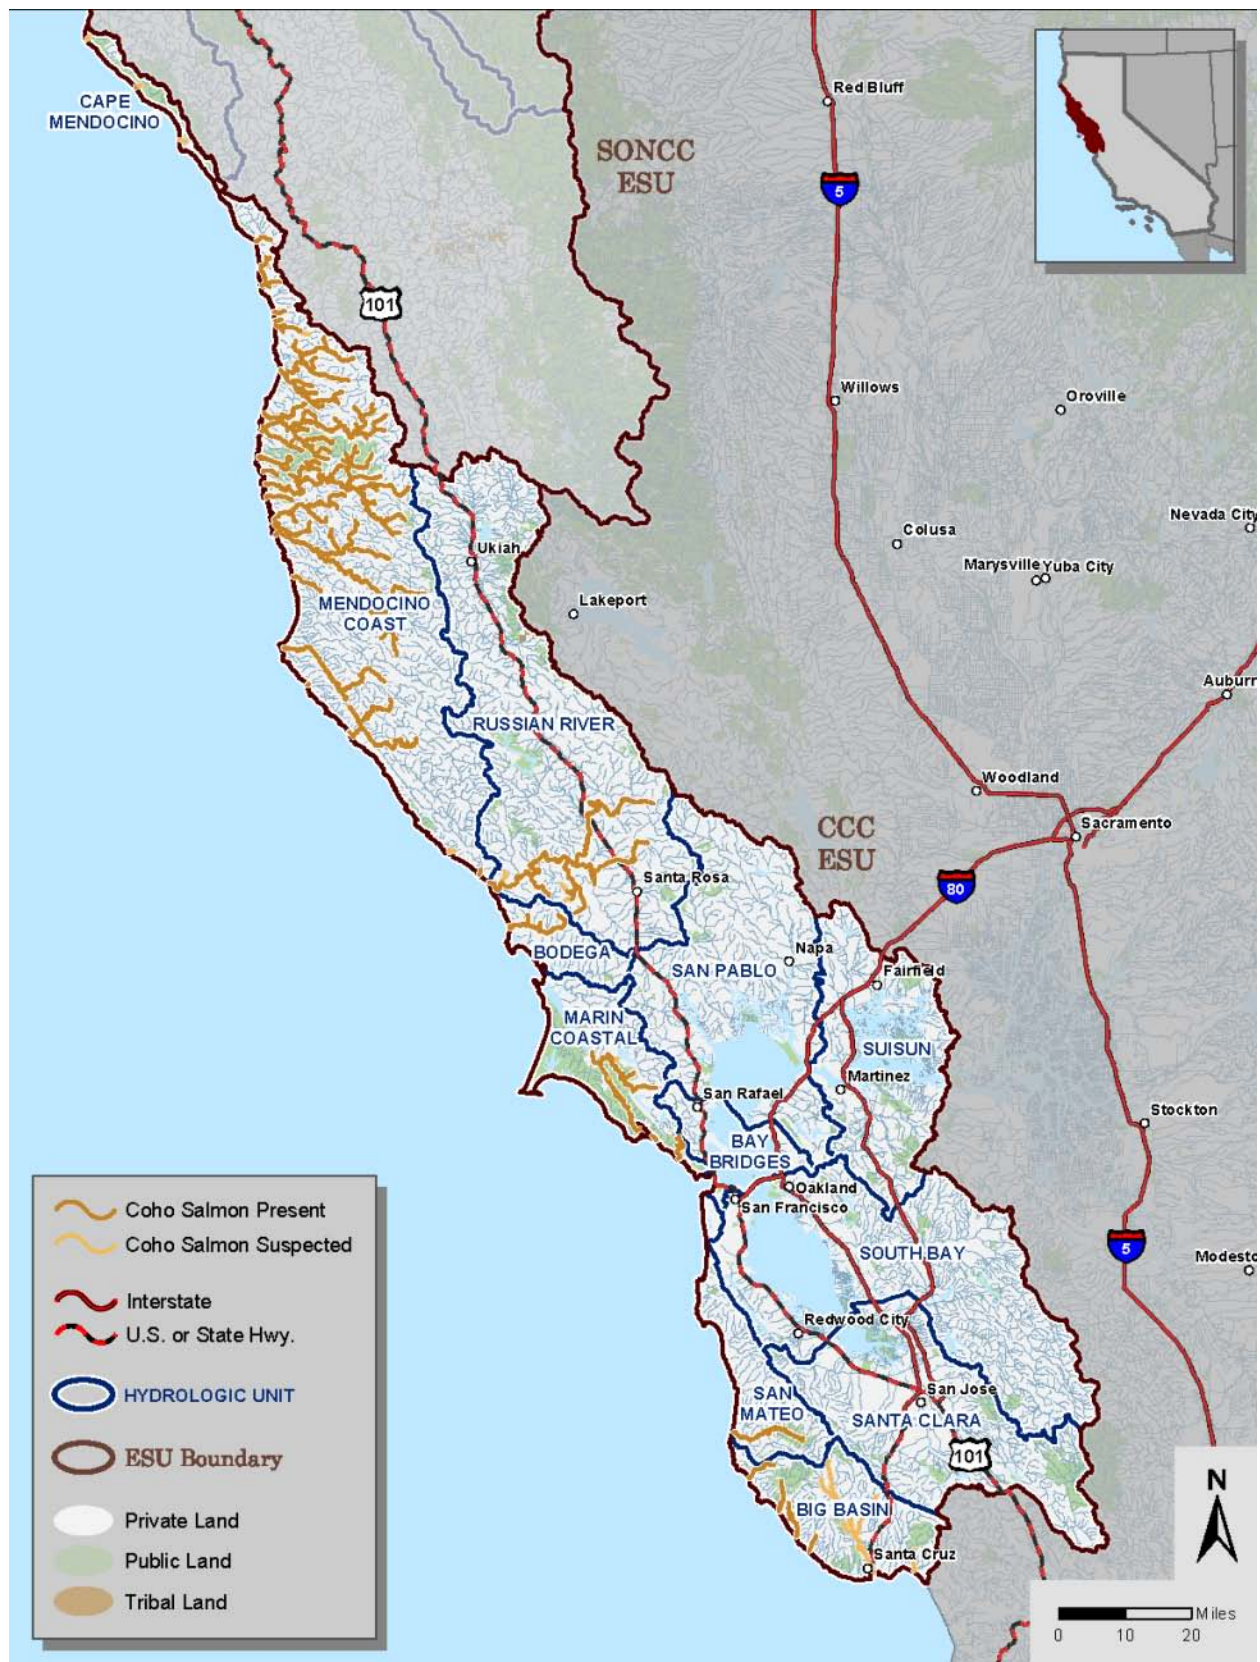 CAPE
MENDOCINO
SONCC
ESU
Red Bluff
5
101
Willows
Oroville
Colusa
Nevada City
Marysville
Yuba City
Ukiah
Lakeport
MENDOCINO
COAST
Auburn
RUSSIAN RIVER
Woodland
Sacramento
CCC
ESU
80
Santa Rosa
BODEGA
SAN PABLO
Napa
Fairfield
MARIN
COASTAL
SUISUN
Martinez
San Rafael
Stockton
BAY
BRIDGES
Oakland
San Francisco
SOUTH BAY
5
Modesto
Redwood City
SAN
MATEO
San Jose
SANTA CLARA
101
BIG BASIN
Santa Cruz
Coho Salmon Present
Coho Salmon Suspected
Interstate
U.S. or State Hwy.
HYDROLOGIC UNIT
ESU Boundary
Private Land
Public Land
Tribal Land
N
Miles
0 10 20